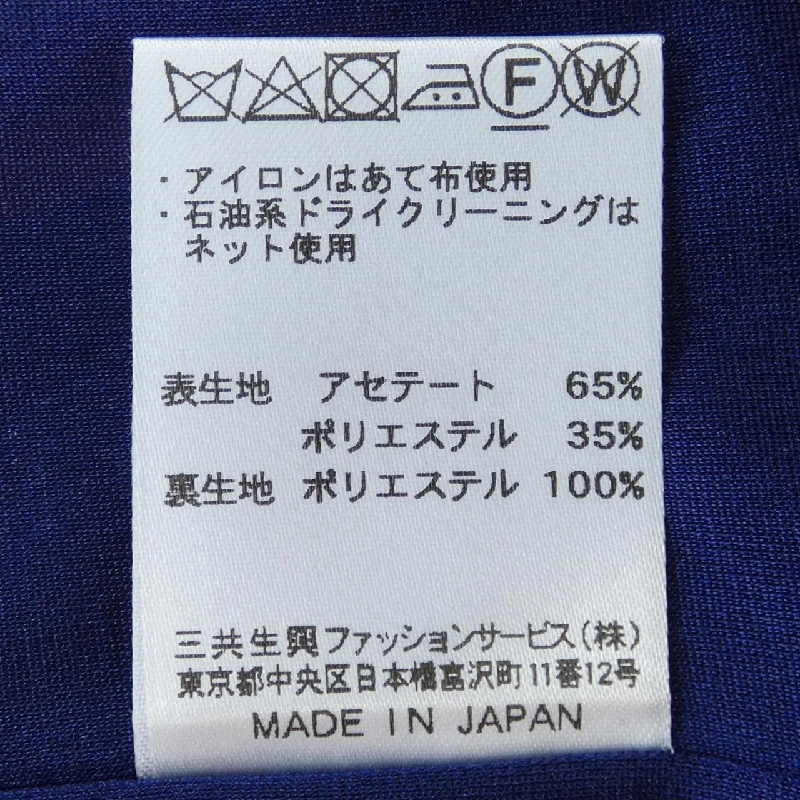 F W
・アイロンはあて布使用
・石油系ドライクリーニングは
ネット使用
表生地 アセテート 65%
ポリエステル 35%
裏生地 ポリエステル 100%
三共生興ファッションサービス(株)
東京都中央区日本橋富沢町11番12号
MADE IN JAPAN